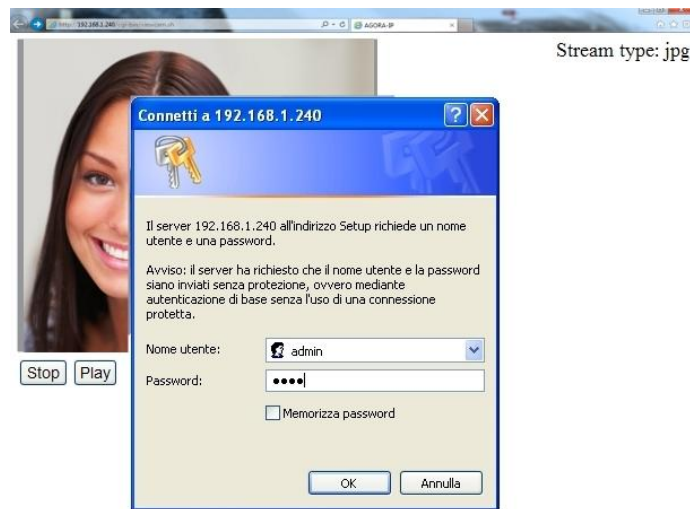 AGORA-IP
Stream type: jpg
Connetti a 192.168.1.240
Il server 192.168.1.240 all'indirizzo Setup richiede un nome
utente e una password.
Avviso: il server ha richiesto che il nome utente e la password
siano inviati senza protezione, ovvero mediante
autenticazione di base senza l'uso di una connessione
protetta.
Nome utente:
admin
Password:
Memorizza password
OK
Annulla
Stop
Play